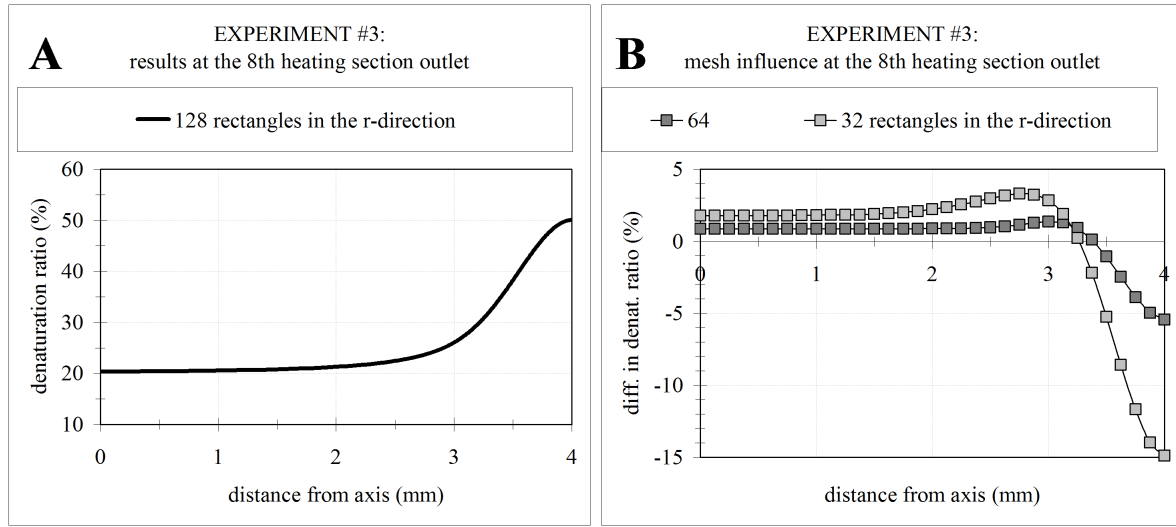 A
EXPERIMENT #3:
results at the 8th heating section outlet
128 rectangles in the r-direction
denaturation ratio (%)
60
50
40
30
20
10
0 1 2 3 4
distance from axis (mm)
B
EXPERIMENT #3:
mesh influence at the 8th heating section outlet
64 32 rectangles in the r-direction
diff. in denat. ratio (%)
5
0
-5
-10
-15
0 1 2 3 4
distance from axis (mm)